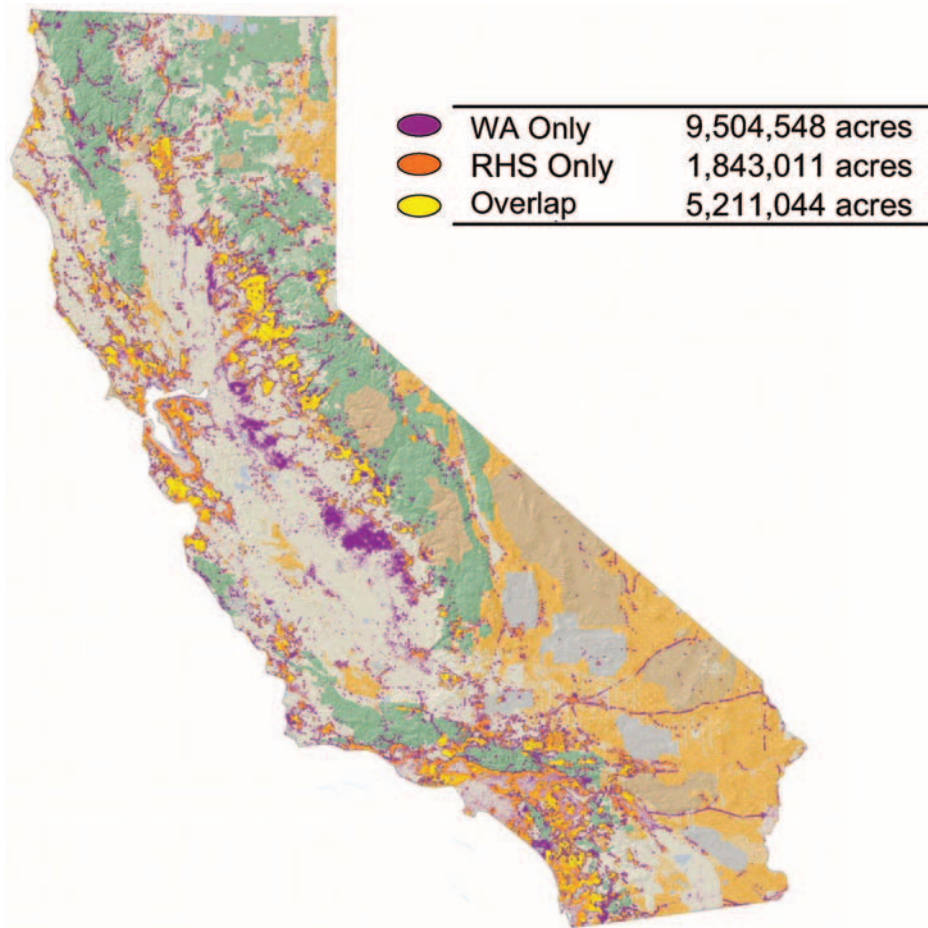 WA Only 9,504,548 acres
RHS Only 1,843,011 acres
Overlap 5,211,044 acres